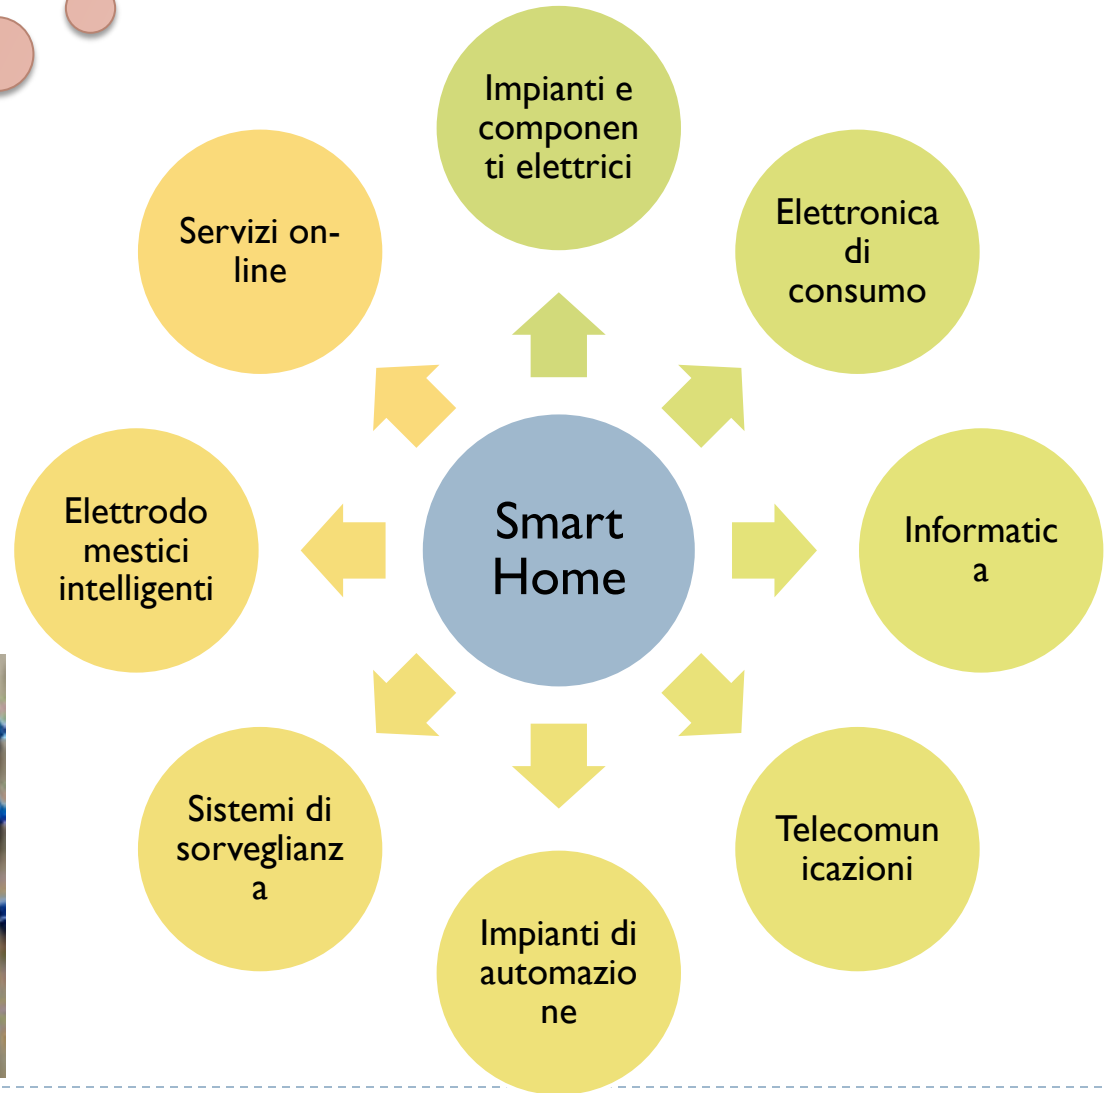 Impianti e
componen
ti elettrici
Elettronica
di
consumo
Informatic
a
Telecomun
icazioni
Impianti di
automazio
ne
Sistemi di
sorveglianz
a
Elettrodo
mestici
intelligenti
Servizi on-
line
Smart
Home